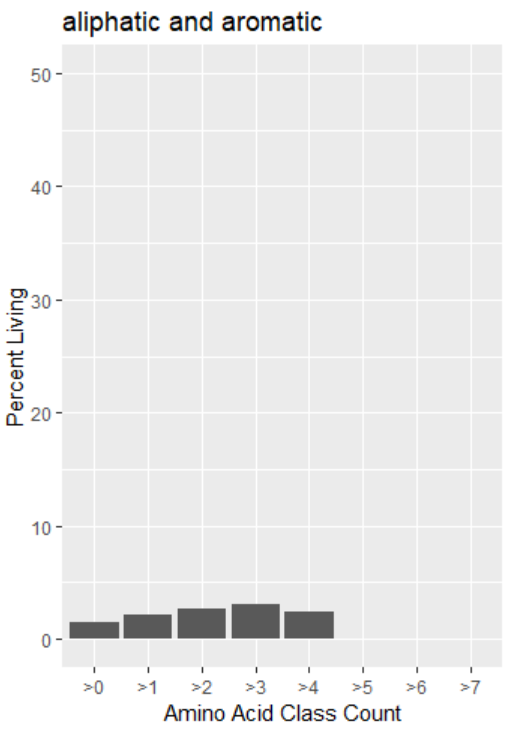 aliphatic and aromatic
50
40
30
20
10
0
Percent Living
>0 >1 >2 >3 >4 >5 >6 >7
Amino Acid Class Count